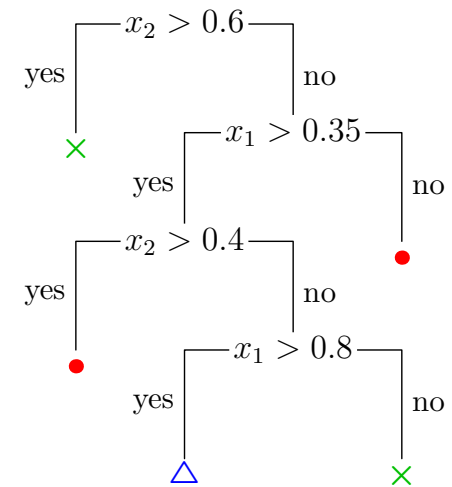 x₂ > 0.6
yes
no
x₁ > 0.35
yes
no
x₂ > 0.4
yes
no
x₁ > 0.8
yes
no